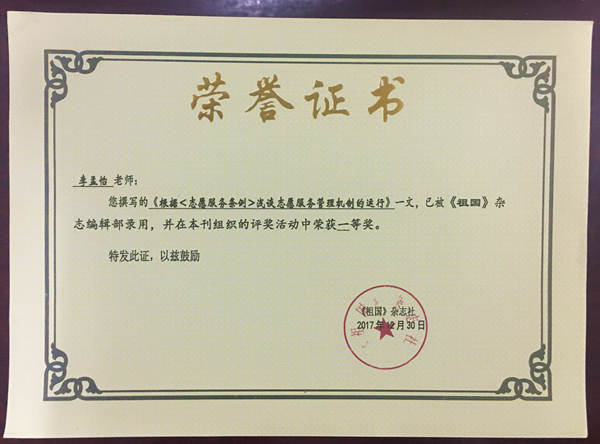 荣誉证书
李孟怡 老师:
您撰写的《根据<志愿服务条例>浅谈志愿服务管理机制的运行》一文,已被《祖国》杂
志编辑部录用,并在本刊组织的评奖活动中荣获一等奖。
特发此证,以兹鼓励
《祖国》杂志社
2017年12月30日